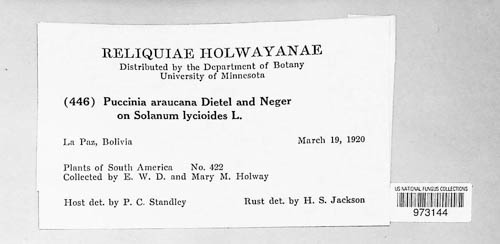 RELIQUIAE HOLWAYANAE
Distributed by the Department of Botany
University of Minnesota
(446) Puccinia araucana Dietel and Neger
on Solanum lycioides L.
La Paz, Bolivia March 19, 1920
Plants of South America No. 422
Collected by E. W. D. and Mary M. Holway
Host det. by P. C. Standley Rust det. by H. S. Jackson
US NATIONAL FUNGUS COLLECTIONS
973144